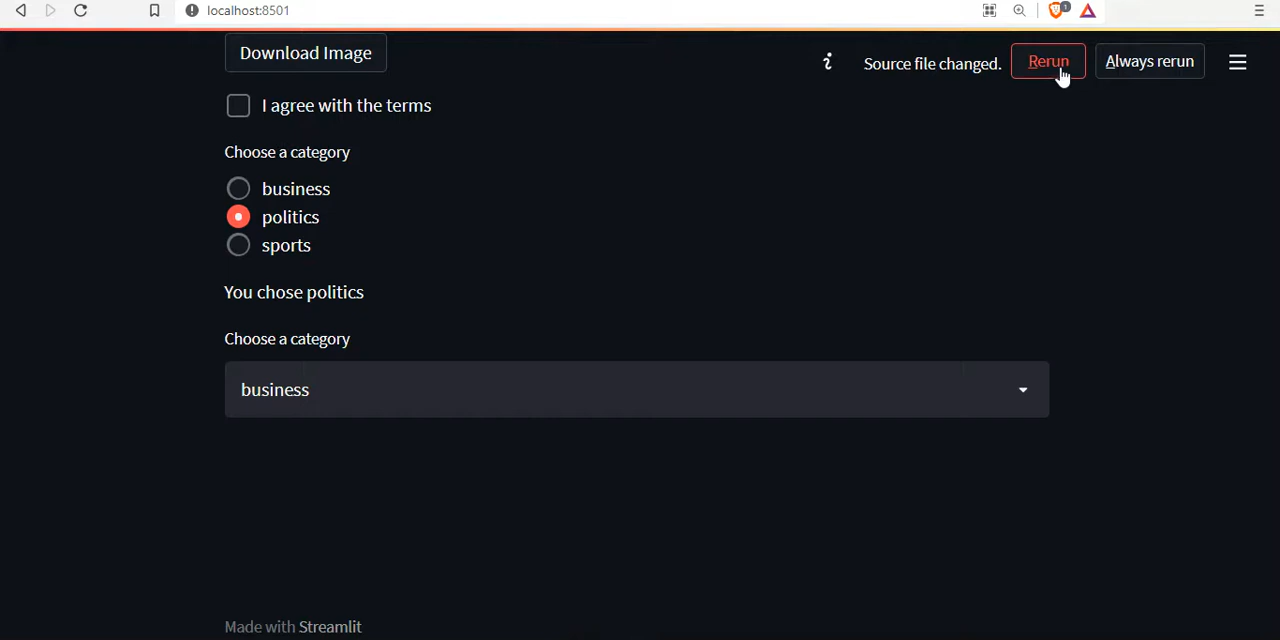 localhost:8501
1
Download Image
Source file changed.
Rerun
Always rerun
I agree with the terms
Choose a category
business
politics
sports
You chose politics
Choose a category
business
Made with Streamlit